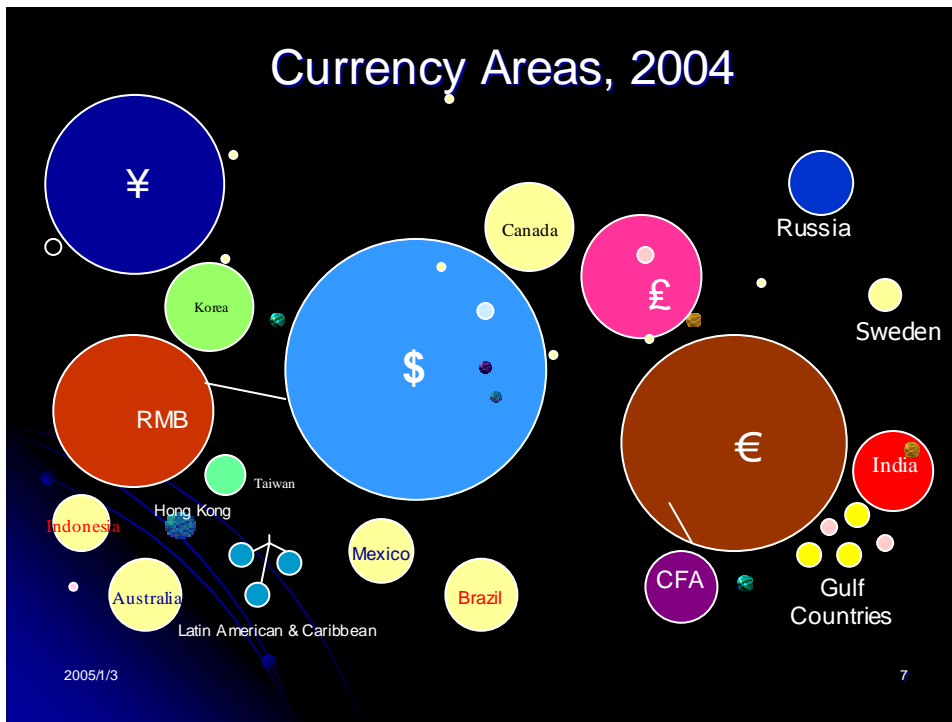 Currency Areas, 2004
¥
Canada
Russia
Korea
£
Sweden
$
RMB
€
India
Taiwan
Hong Kong
Indonesia
Mexico
CFA
Australia
Brazil
Gulf
Countries
Latin American & Caribbean
2005/1/3
7